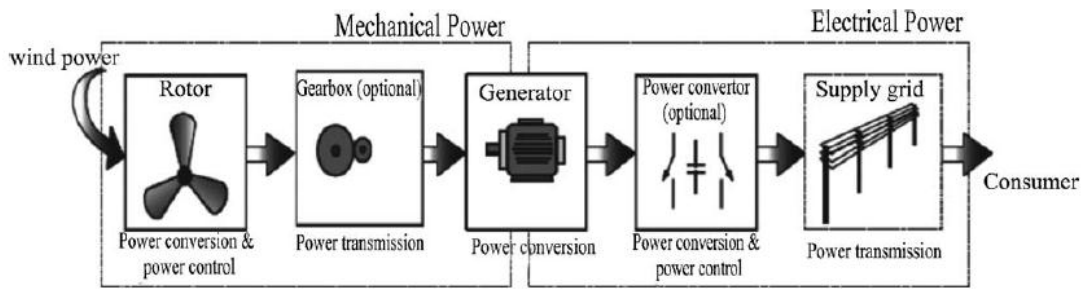 Mechanical Power
Electrical Power
wind power
Rotor
Gearbox (optional)
Generator
Power convertor
(optional)
Supply grid
Consumer
Power conversion &
power control
Power transmission
Power conversion
Power conversion &
power control
Power transmission